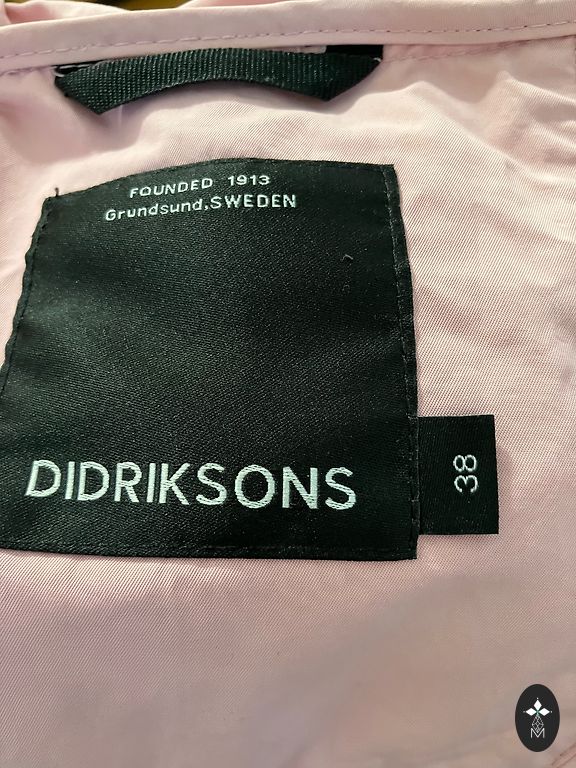 FOUNDED 1913
Grundsund, SWEDEN
DIDRIKSONS
38
M